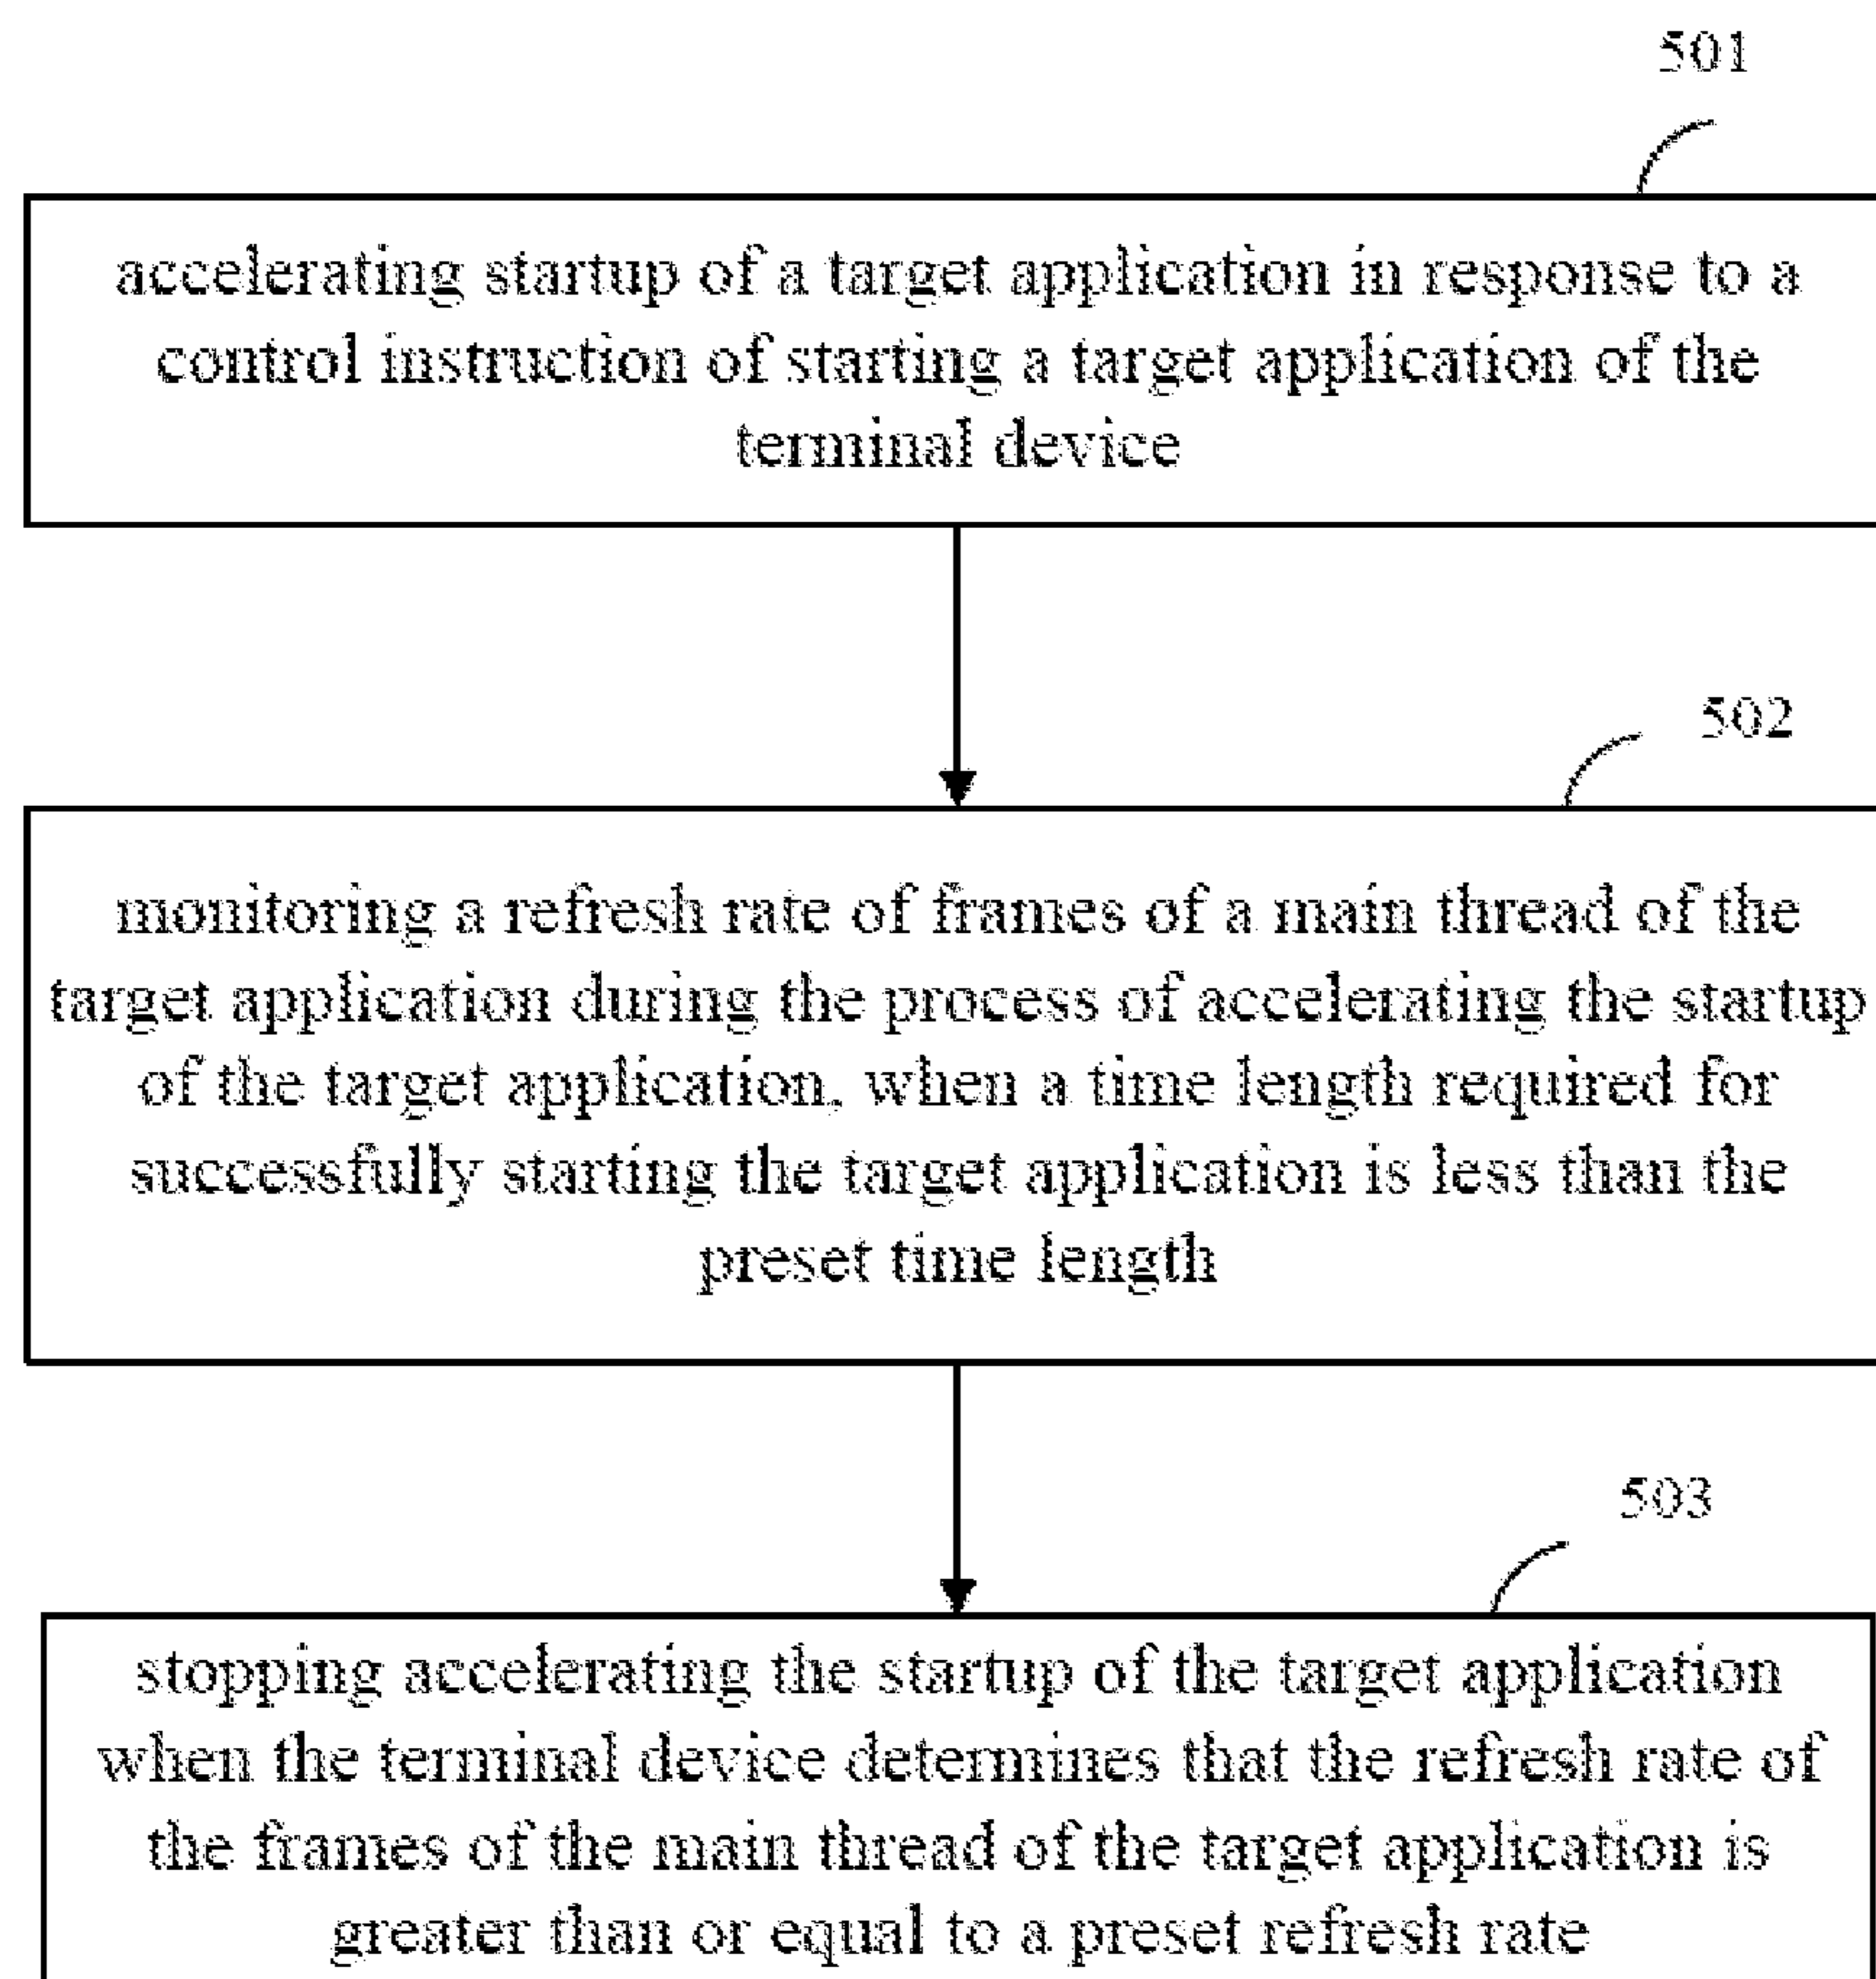 501
accelerating startup of a target application in response to a
control instruction of starting a target application of the
terminal device
502
monitoring a refresh rate of frames of a main thread of the
target application during the process of accelerating the startup
of the target application, when a time length required for
successfully starting the target application is less than the
preset time length
503
stopping accelerating the startup of the target application
when the terminal device determines that the refresh rate of
the frames of the main thread of the target application is
greater than or equal to a preset refresh rate